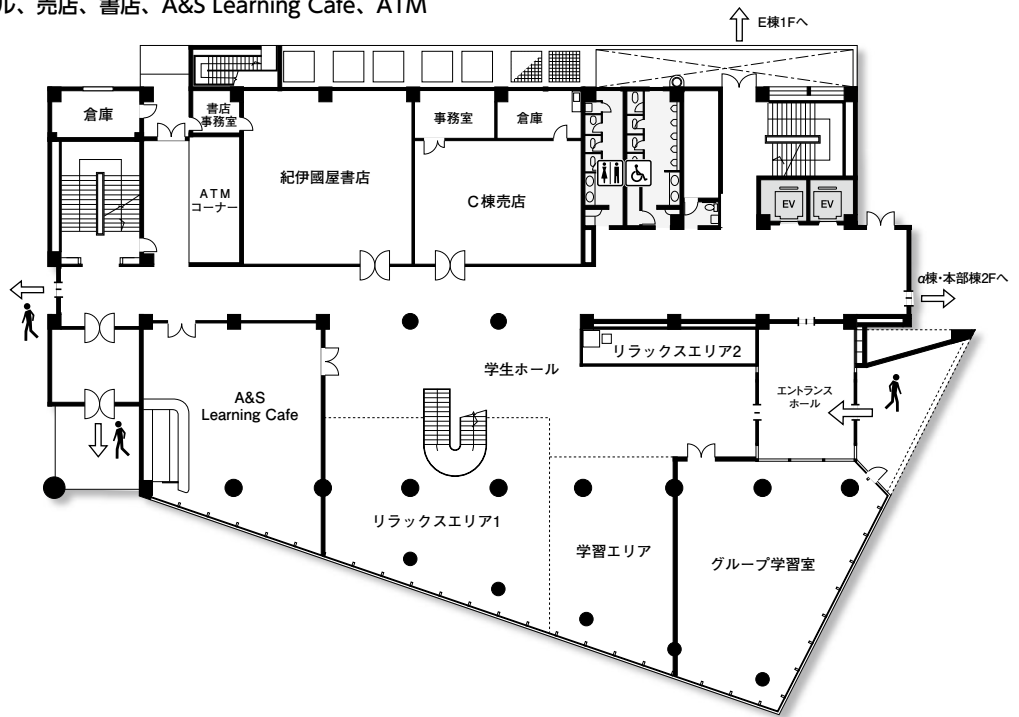 ル、売店、書店、A&S Learning Cafe、ATM
E棟1Fへ
倉庫
書店
事務室
事務室
倉庫
ATM
コーナー
紀伊國屋書店
C棟売店
EV
EV
α棟・本部棟2Fへ
リラックスエリア2
学生ホール
エントランス
ホール
A&S
Learning Cafe
リラックスエリア1
学習エリア
グループ学習室